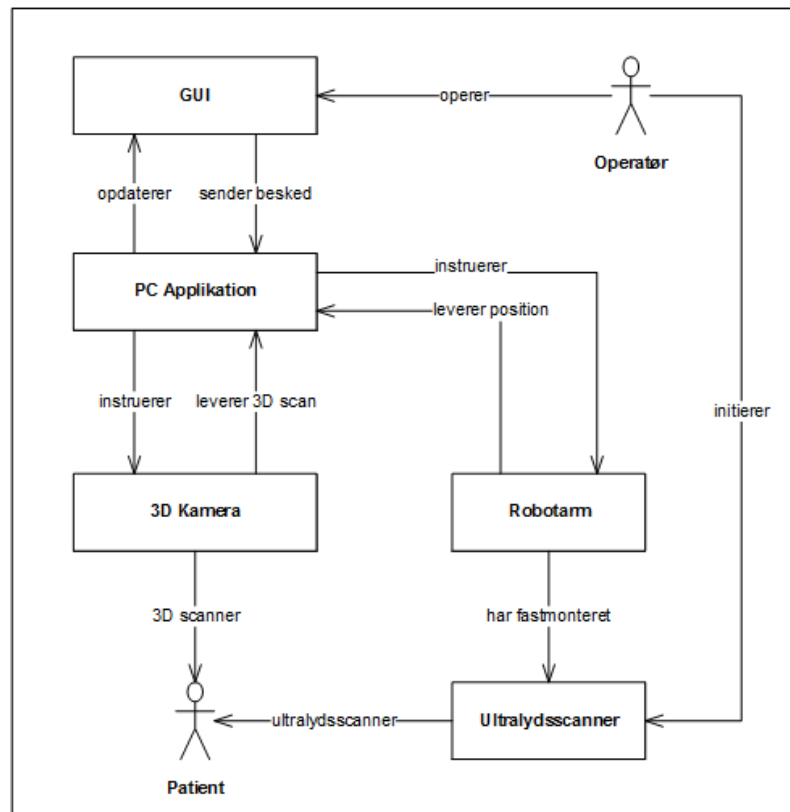 GUI
operer
Operatør
opdaterer
sender besked
PC Applikation
instruerer
leverer position
instruerer
leverer 3D scan
initierer
3D Kamera
Robotarm
3D scanner
har fastmonteret
ultralydsscanner
Ultralydsscanner
Patient